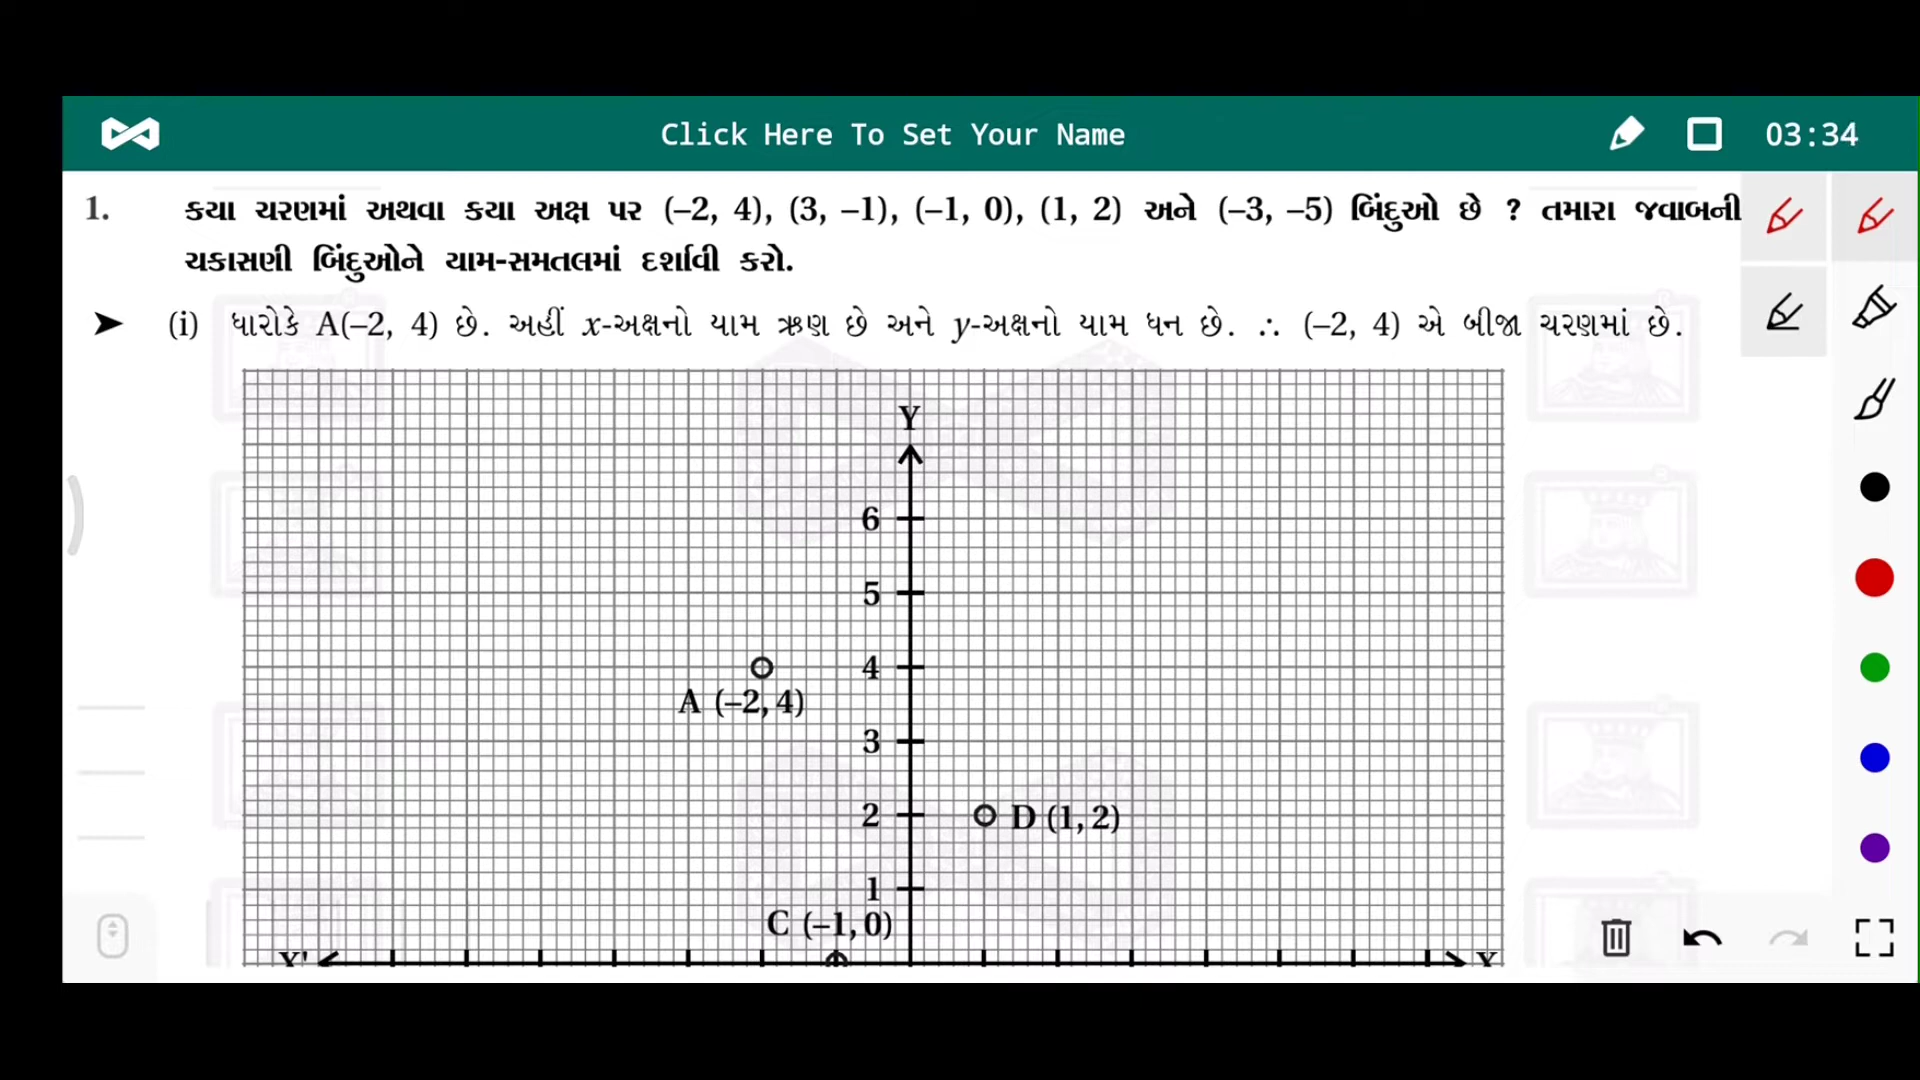 Click Here To Set Your Name
03:34
1. કયા ચરણમાં અથવા કયા અક્ષ પર (–2, 4), (3, –1), (–1, 0), (1, 2) અને (–3, –5) બિંદુઓ છે ? તમારા જવાબની
ચકાસણી બિંદુઓને યામ-સમતલમાં દર્શાવી કરો.
➤ (i) ધારોકે A(–2, 4) છે. અહીં x-અક્ષનો યામ ઋણ છે અને y-અક્ષનો યામ ધન છે. ∴ (–2, 4) એ બીજા ચરણમાં છે.
Y
6
5
4
A (–2, 4)
3
2 D (1, 2)
1
C (–1, 0)
X' X